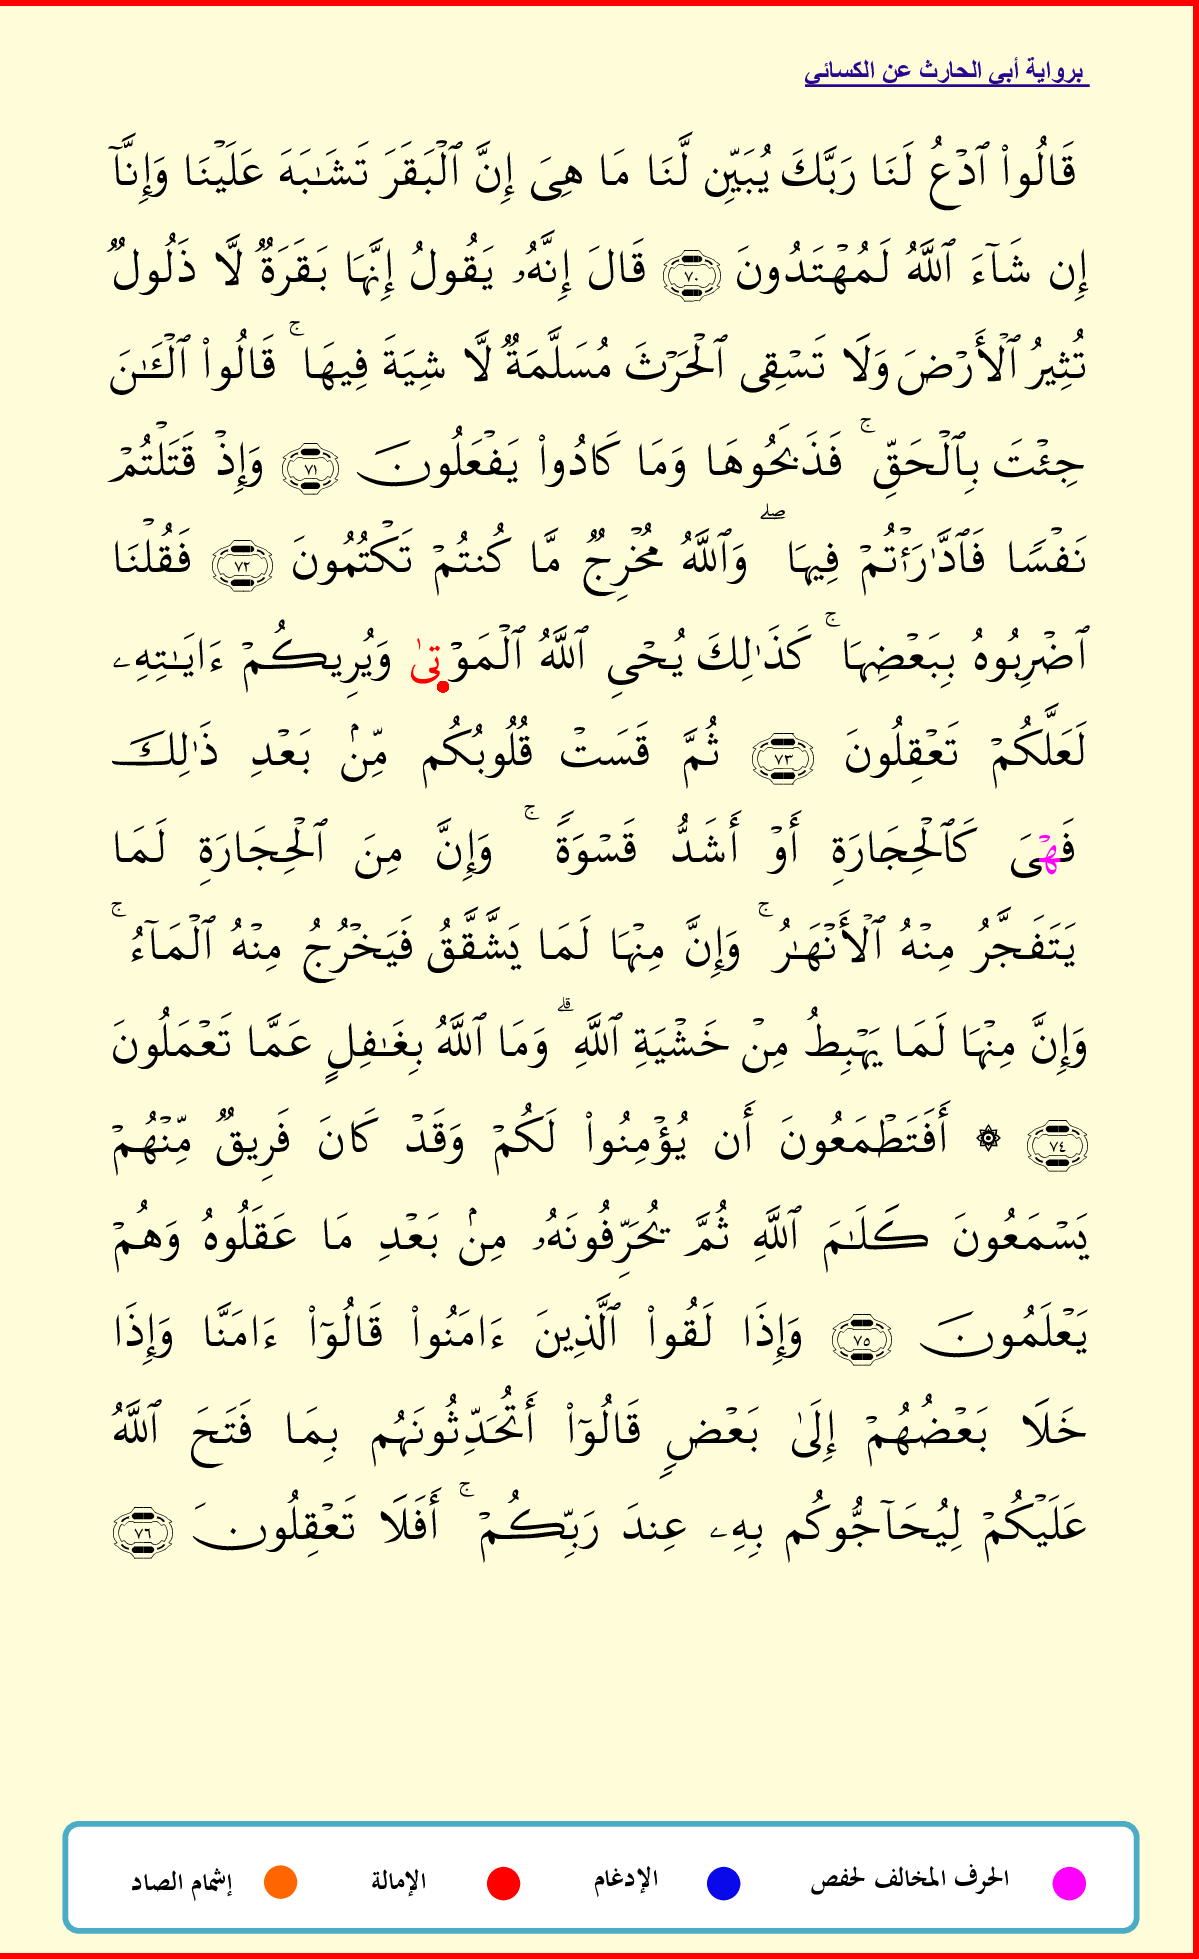 برواية أبي الحارث عن الكسائي
قَالُوا۟ ٱدْعُ لَنَا رَبَّكَ يُبَيِّن لَّنَا مَا هِىَ إِنَّ ٱلْبَقَرَ تَشَـٰبَهَ عَلَيْنَا وَإِنَّآ
إِن شَآءَ ٱللَّهُ لَمُهْتَدُونَ ٧٠ قَالَ إِنَّهُۥ يَقُولُ إِنَّهَا بَقَرَةٌ لَّا ذَلُولٌ
تُثِيرُ ٱلْأَرْضَ وَلَا تَسْقِى ٱلْحَرْثَ مُسَلَّمَةٌ لَّا شِيَةَ فِيهَا ۚ قَالُوا۟ ٱلْـَٔـٰنَ
جِئْتَ بِٱلْحَقِّ ۚ فَذَبَحُوهَا وَمَا كَادُوا۟ يَفْعَلُونَ ٧١ وَإِذْ قَتَلْتُمْ
نَفْسًا فَٱدَّٰرَْٰٔتُمْ فِيهَا ۖ وَٱللَّهُ مُخْرِجٌ مَّا كُنتُمْ تَكْتُمُونَ ٧٢ فَقُلْنَا
ٱضْرِبُوهُ بِبَعْضِهَا ۚ كَذَٰلِكَ يُحْىِ ٱللَّهُ ٱلْمَوْتِىٰ وَيُرِيكُمْ ءَايَـٰتِهِۦ
لَعَلَّكُمْ تَعْقِلُونَ ٧٣ ثُمَّ قَسَتْ قُلُوبُكُم مِّنۢ بَعْدِ ذَٰلِكَ
فَهْىَ كَٱلْحِجَارَةِ أَوْ أَشَدُّ قَسْوَةً ۚ وَإِنَّ مِنَ ٱلْحِجَارَةِ لَمَا
يَتَفَجَّرُ مِنْهُ ٱلْأَنْهَـٰرُ ۚ وَإِنَّ مِنْهَا لَمَا يَشَّقَّقُ فَيَخْرُجُ مِنْهُ ٱلْمَآءُ ۚ
وَإِنَّ مِنْهَا لَمَا يَهْبِطُ مِنْ خَشْيَةِ ٱللَّهِ ۗ وَمَا ٱللَّهُ بِغَـٰفِلٍ عَمَّا تَعْمَلُونَ
٧٤ ۞ أَفَتَطْمَعُونَ أَن يُؤْمِنُوا۟ لَكُمْ وَقَدْ كَانَ فَرِيقٌ مِّنْهُمْ
يَسْمَعُونَ كَلَـٰمَ ٱللَّهِ ثُمَّ يُحَرِّفُونَهُۥ مِنۢ بَعْدِ مَا عَقَلُوهُ وَهُمْ
يَعْلَمُونَ ٧٥ وَإِذَا لَقُوا۟ ٱلَّذِينَ ءَامَنُوا۟ قَالُوٓا۟ ءَامَنَّا وَإِذَا
خَلَا بَعْضُهُمْ إِلَىٰ بَعْضٍ قَالُوٓا۟ أَتُحَدِّثُونَهُم بِمَا فَتَحَ ٱللَّهُ
عَلَيْكُمْ لِيُحَآجُّوكُم بِهِۦ عِندَ رَبِّكُمْ ۚ أَفَلَا تَعْقِلُونَ ٧٦
الحرف المخالف لحفص الإدغام الإمالة إشمام الصاد